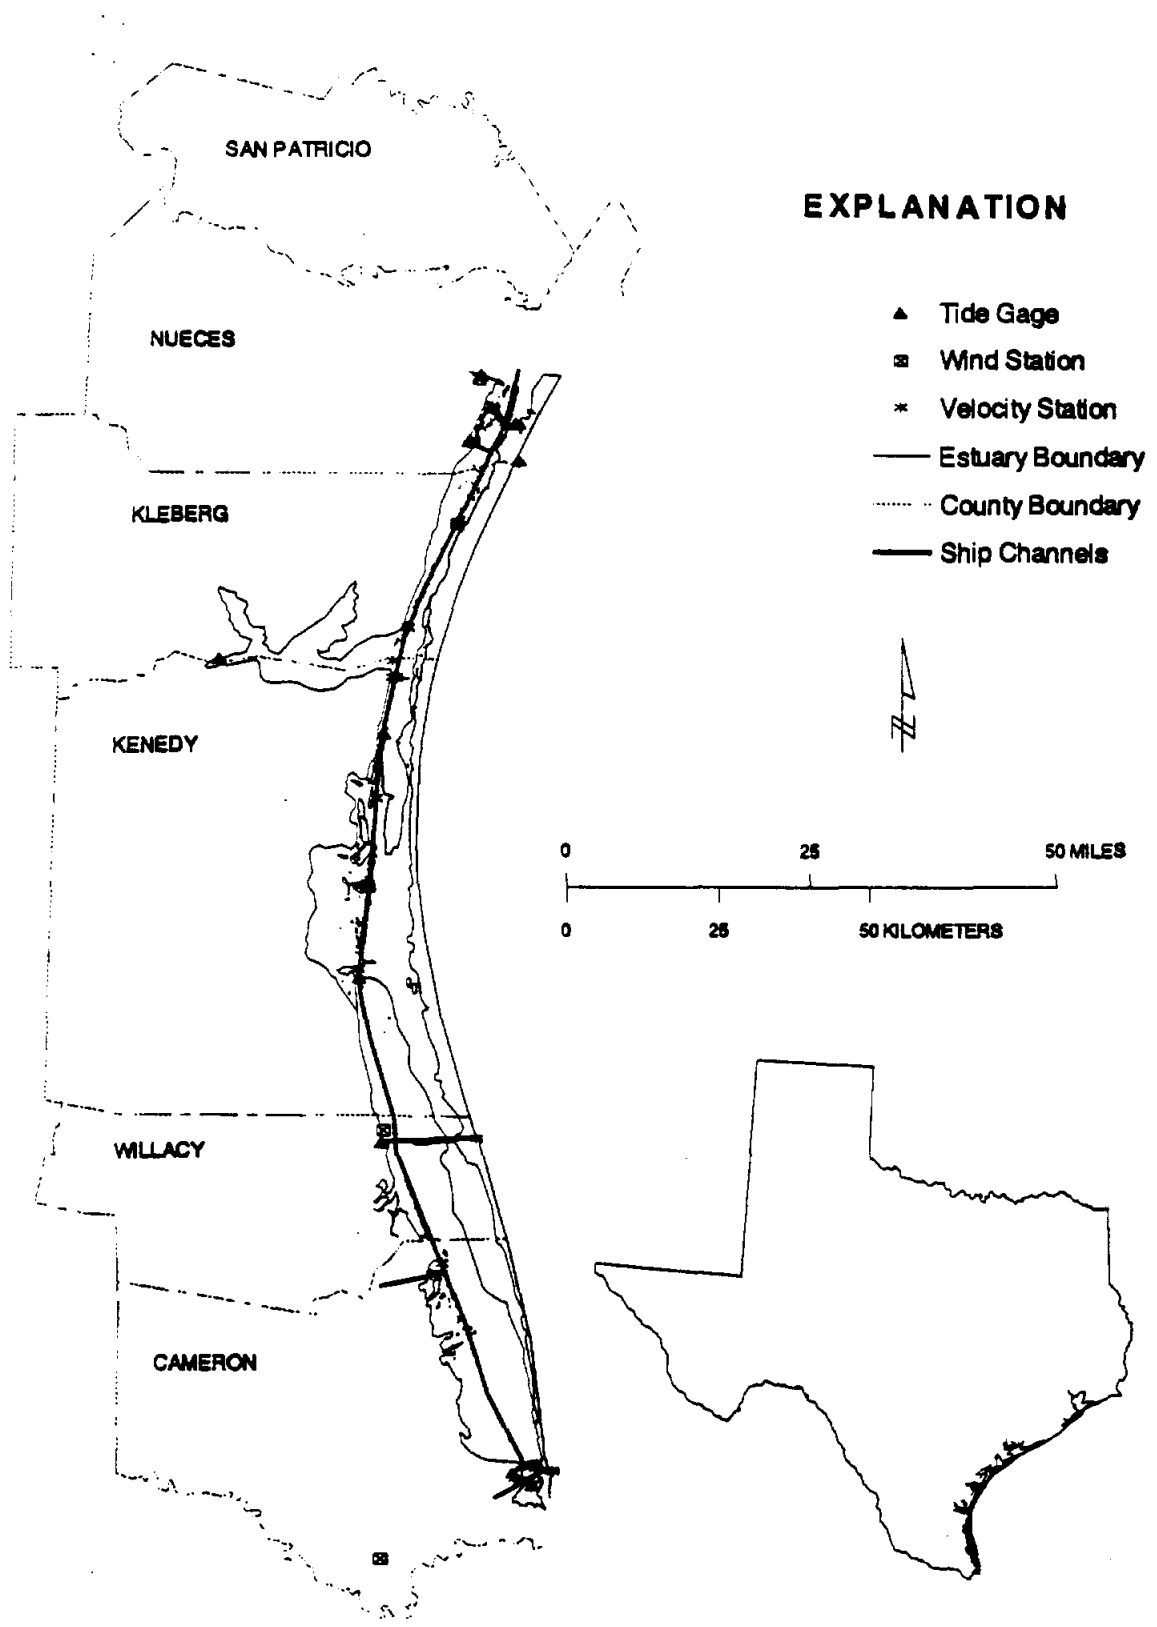 SAN PATRICIO
EXPLANATION
Tide Gage
NUECES
Wind Station
Velocity Station
Estuary Boundary
KLEBERG
County Boundary
Ship Channels
N
KENEDY
0 25 50 MILES
0 25 50 KILOMETERS
WILLACY
CAMERON